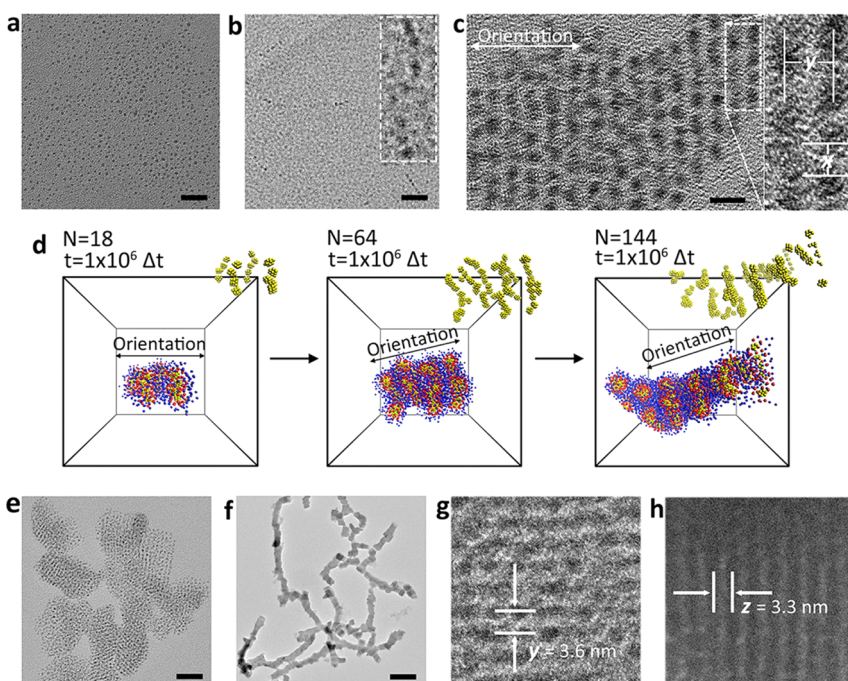 a
b
c
Orientation
y
x
d
N=18
t=1x10⁶ Δt
Orientation
N=64
t=1x10⁶ Δt
Orientation
N=144
t=1x10⁶ Δt
Orientation
e
f
g
y = 3.6 nm
h
z = 3.3 nm